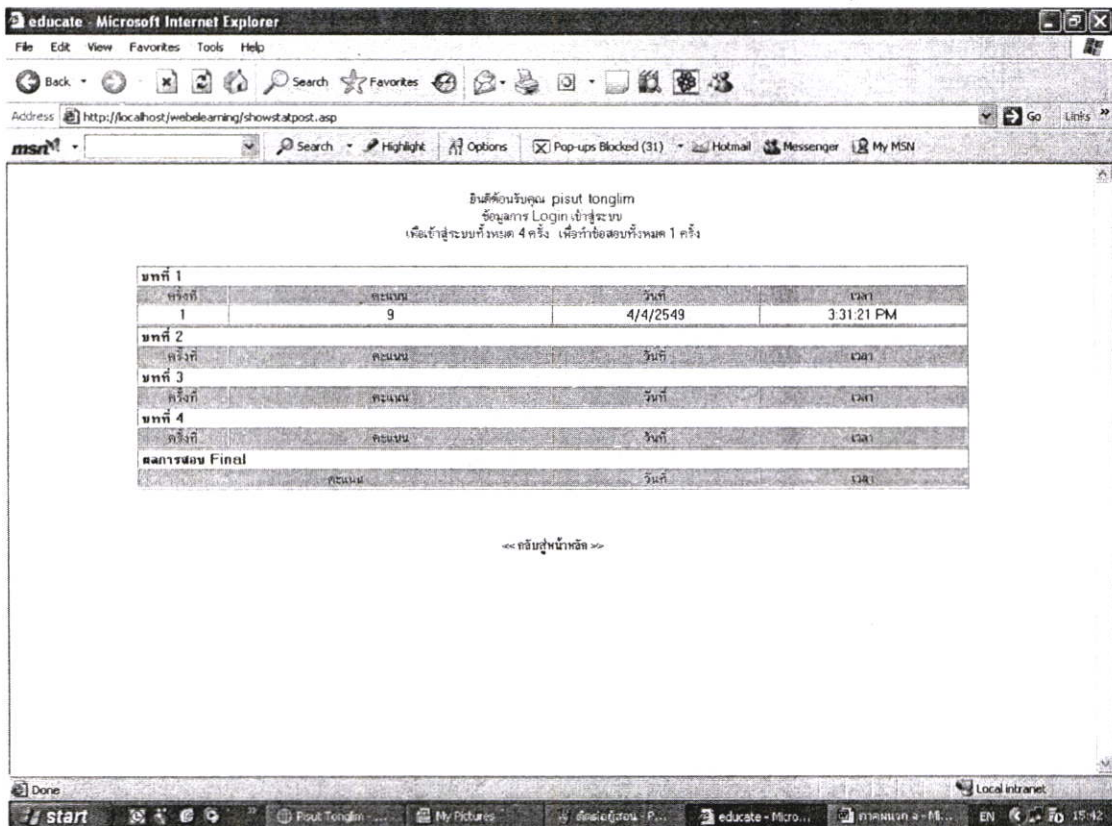 educate - Microsoft Internet Explorer
File Edit View Favorites Tools Help
Back Search Favorites
Address http://localhost/webelearning/showstatpost.asp Go Links »
msn Search Highlight Options Pop-ups Blocked (31) Hotmail Messenger My MSN
ยินดีต้อนรับคุณ pisut tonglim
ข้อมูลการ Login เข้าสู่ระบบ
เพื่อเข้าสู่ระบบทั้งหมด 4 ครั้ง เพื่อทำข้อสอบทั้งหมด 1 ครั้ง
บทที่ 1
ครั้งที่ คะแนน วันที่ เวลา
1 9 4/4/2549 3:31:21 PM
บทที่ 2
ครั้งที่ คะแนน วันที่ เวลา
บทที่ 3
ครั้งที่ คะแนน วันที่ เวลา
บทที่ 4
ครั้งที่ คะแนน วันที่ เวลา
ผลการสอบ Final
คะแนน วันที่ เวลา
<< กลับสู่หน้าหลัก >>
Done Local intranet
start Pisut Tonglim - .... My Pictures educate - Micro... EN 15:42